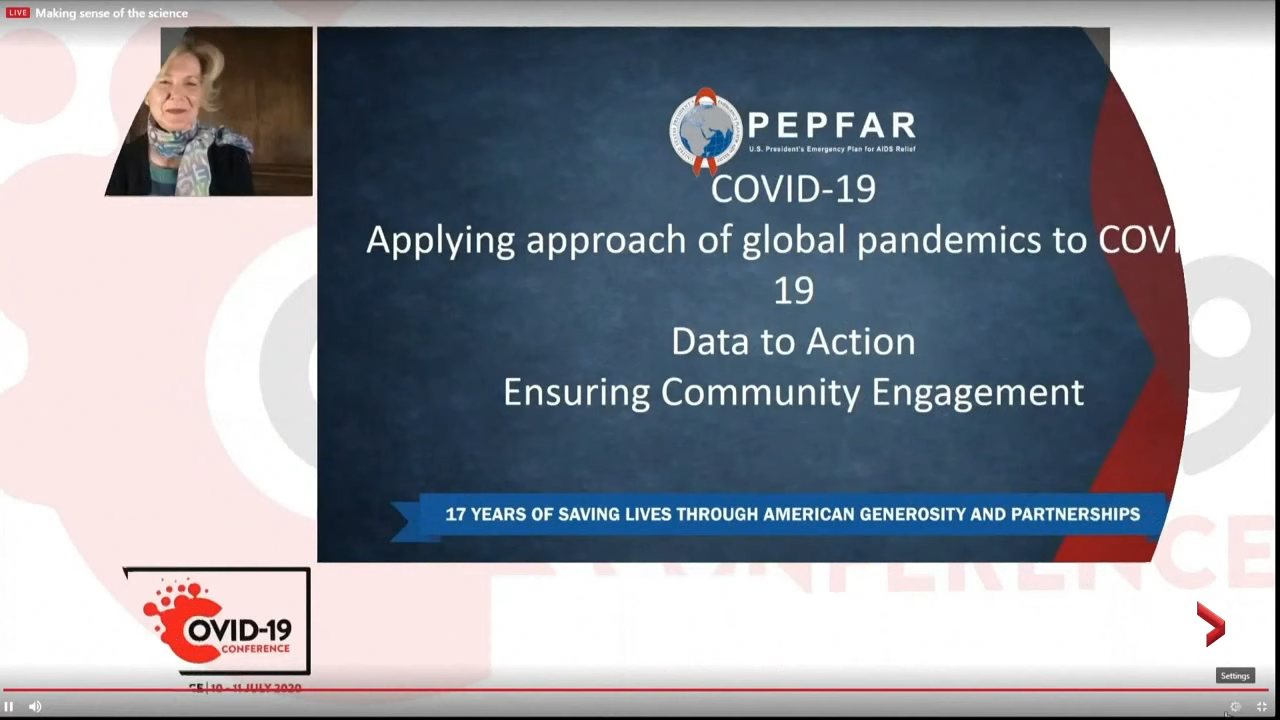 LIVE Making sense of the science
PEPFAR
U.S. President's Emergency Plan for AIDS Relief
COVID-19
Applying approach of global pandemics to COVI
19
Data to Action
Ensuring Community Engagement
17 YEARS OF SAVING LIVES THROUGH AMERICAN GENEROSITY AND PARTNERSHIPS
CONFERENCE
COVID-19
CONFERENCE
10 - 11 JULY 2020
Settings